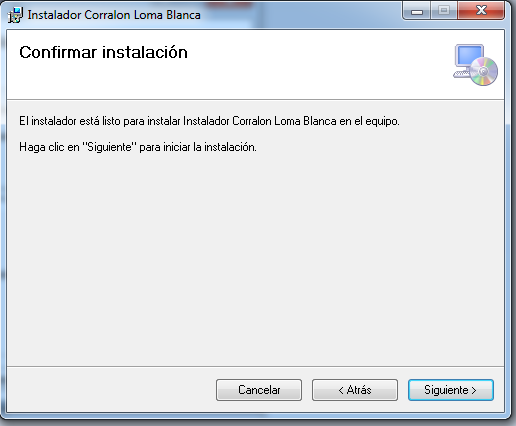 Instalador Corralon Loma Blanca
Confirmar instalación
El instalador está listo para instalar Instalador Corralon Loma Blanca en el equipo.
Haga clic en "Siguiente" para iniciar la instalación.
Cancelar
< Atrás
Siguiente >